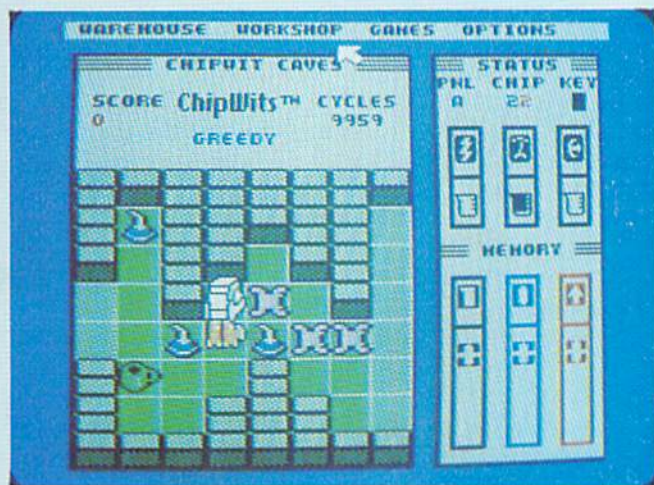 WAREHOUSE WORKSHOP GAMES OPTIONS
CHIPWIT CAVES
SCORE ChipWits™ CYCLES
0 9959
GREEDY
STATUS
PNL CHIP KEY
A 22
MEMORY